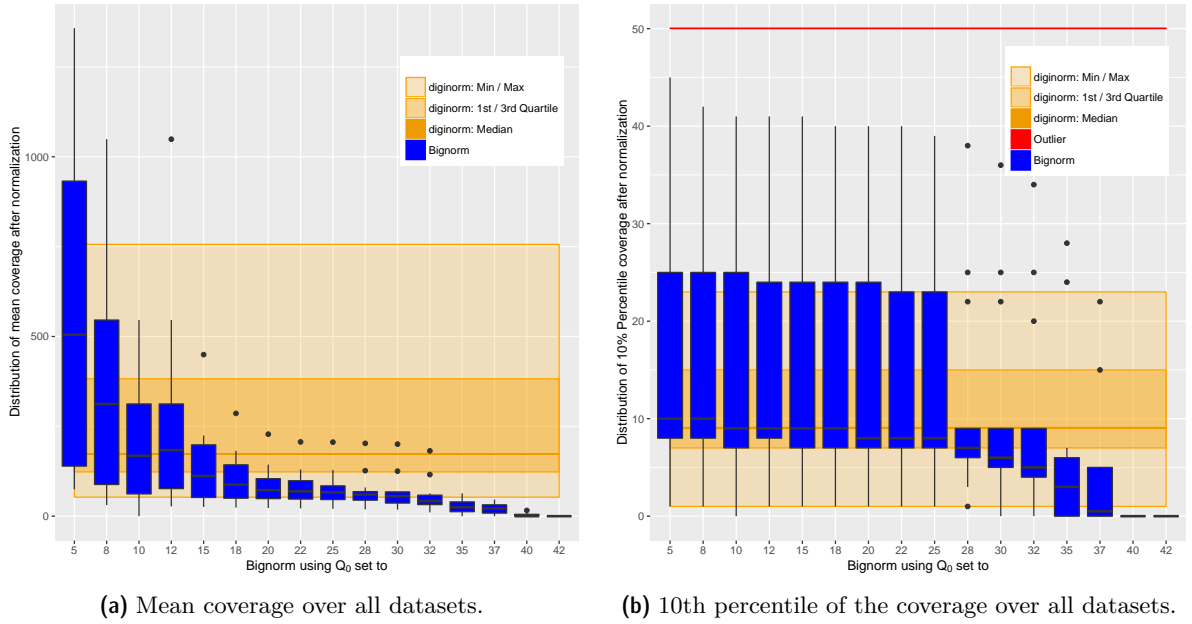 Distribution of mean coverage after normalization
1000
500
0
diginorm: Min / Max
diginorm: 1st / 3rd Quartile
diginorm: Median
Bignorm
5 8 10 12 15 18 20 22 25 28 30 32 35 37 40 42
Bignorm using Q0 set to
(a) Mean coverage over all datasets.
Distribution of 10% Percentile coverage after normalization
50
40
30
20
10
0
diginorm: Min / Max
diginorm: 1st / 3rd Quartile
diginorm: Median
Outlier
Bignorm
5 8 10 12 15 18 20 22 25 28 30 32 35 37 40 42
Bignorm using Q0 set to
(b) 10th percentile of the coverage over all datasets.